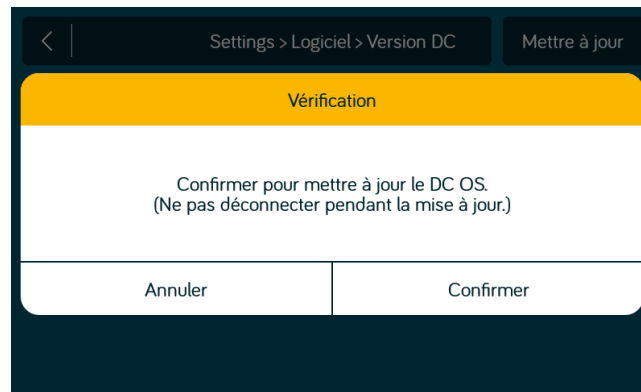 Settings > Logiciel > Version DC
Mettre à jour
Vérification
Confirmer pour mettre à jour le DC OS.
(Ne pas déconnecter pendant la mise à jour.)
Annuler
Confirmer